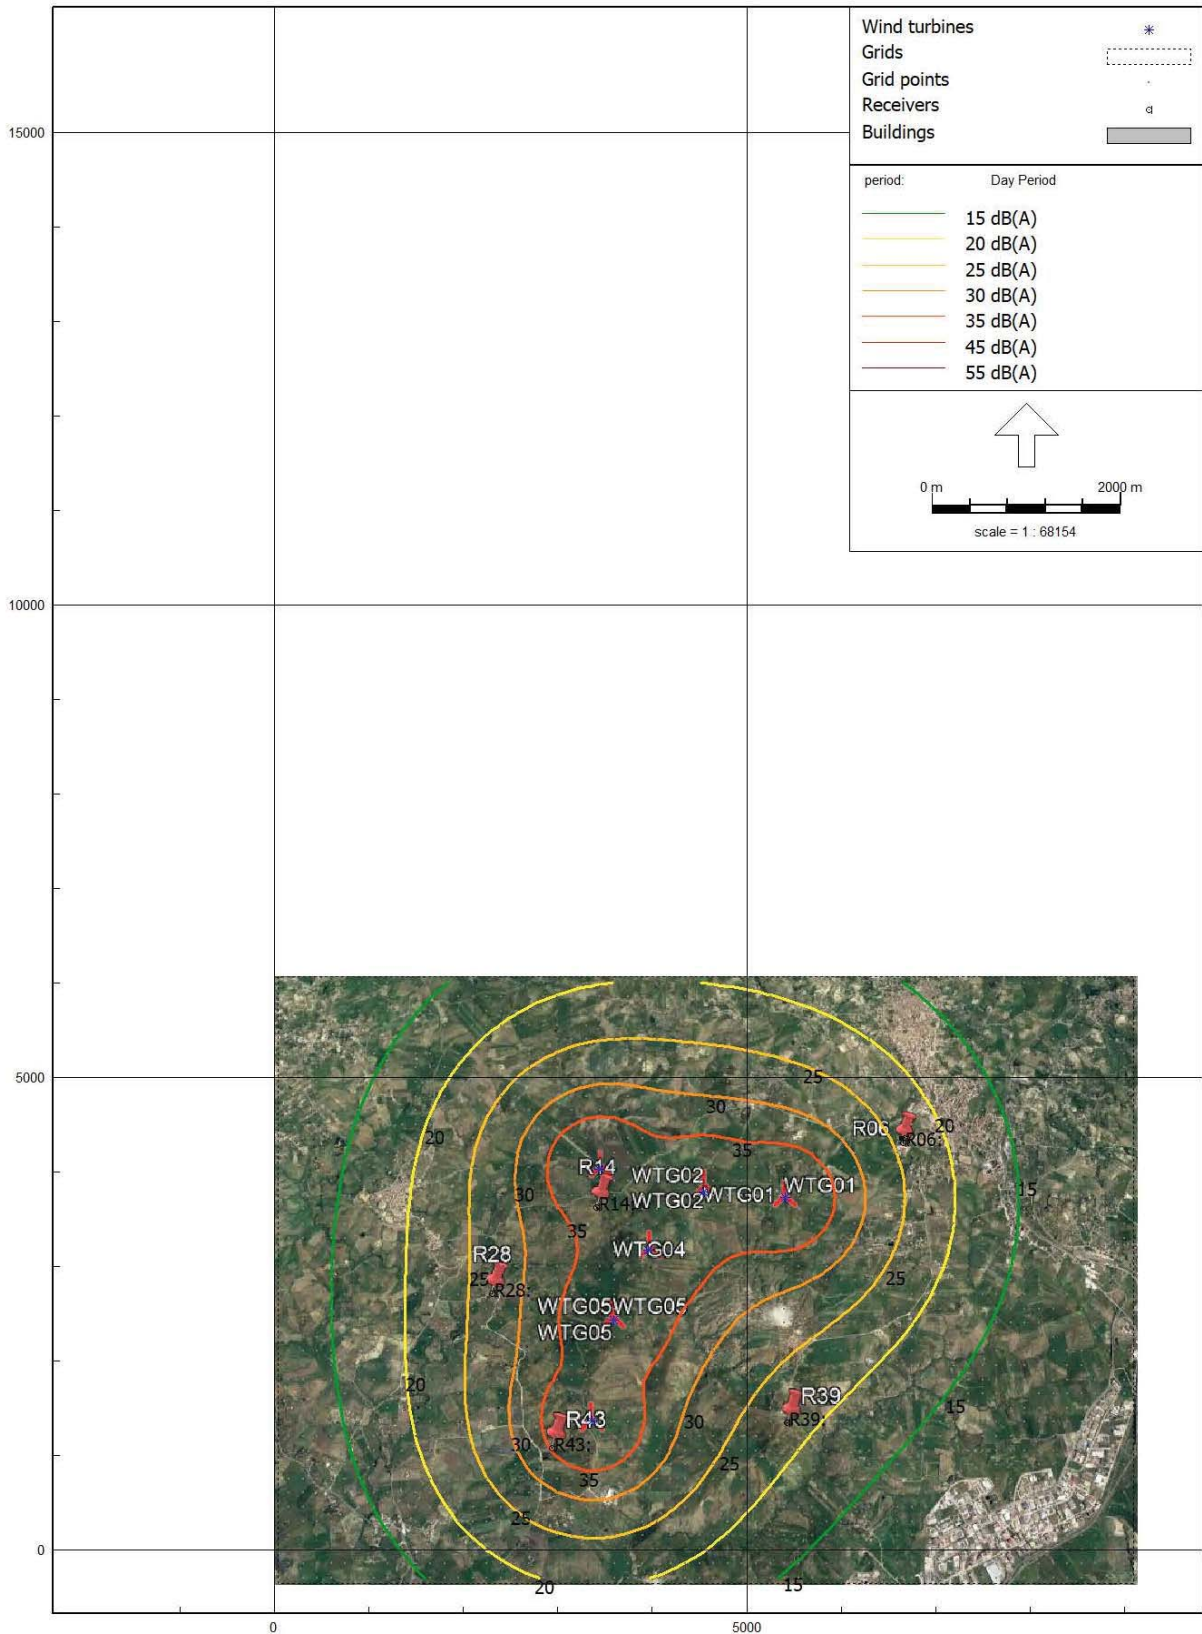 Wind turbines
Grids
Grid points
Receivers
Buildings
period: Day Period
15 dB(A)
20 dB(A)
25 dB(A)
30 dB(A)
35 dB(A)
45 dB(A)
55 dB(A)
0 m 2000 m
scale = 1 : 68154
15000
10000
5000
0
0 5000
25
30
20
R06
R06:
20
35
R14
WTG02
WTG01
WTG01
30
WTG02
R14:
15
35
WTG04
R28
25
R28:
25
WTG05
WTG05
WTG05
20
R39
15
R43
R39:
30
30
R43:
25
35
25
20
15